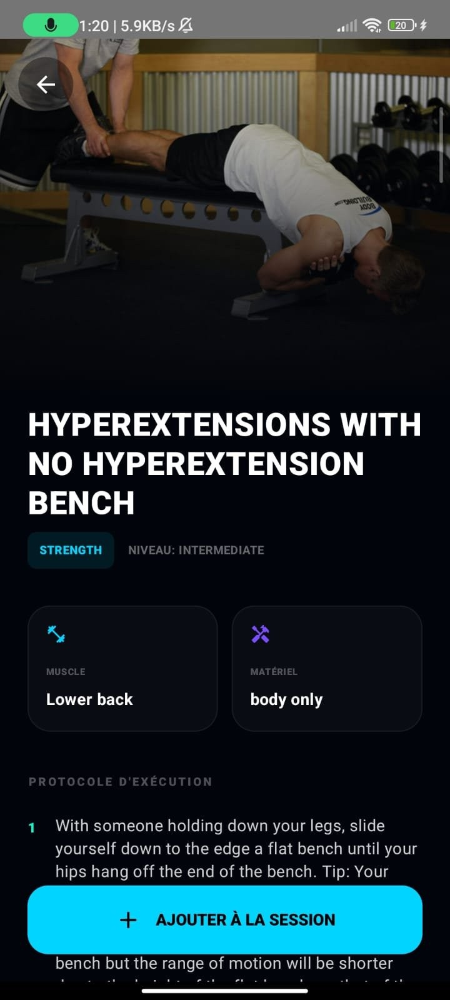 1:20 | 5.9KB/s
20
BODY
BUILDING.COM
HYPEREXTENSIONS WITH
NO HYPEREXTENSION
BENCH
STRENGTH
NIVEAU: INTERMEDIATE
MUSCLE
Lower back
MATÉRIEL
body only
PROTOCOLE D'EXÉCUTION
1
With someone holding down your legs, slide
yourself down to the edge a flat bench until your
hips hang off the end of the bench. Tip: Your
AJOUTER À LA SESSION
bench but the range of motion will be shorter